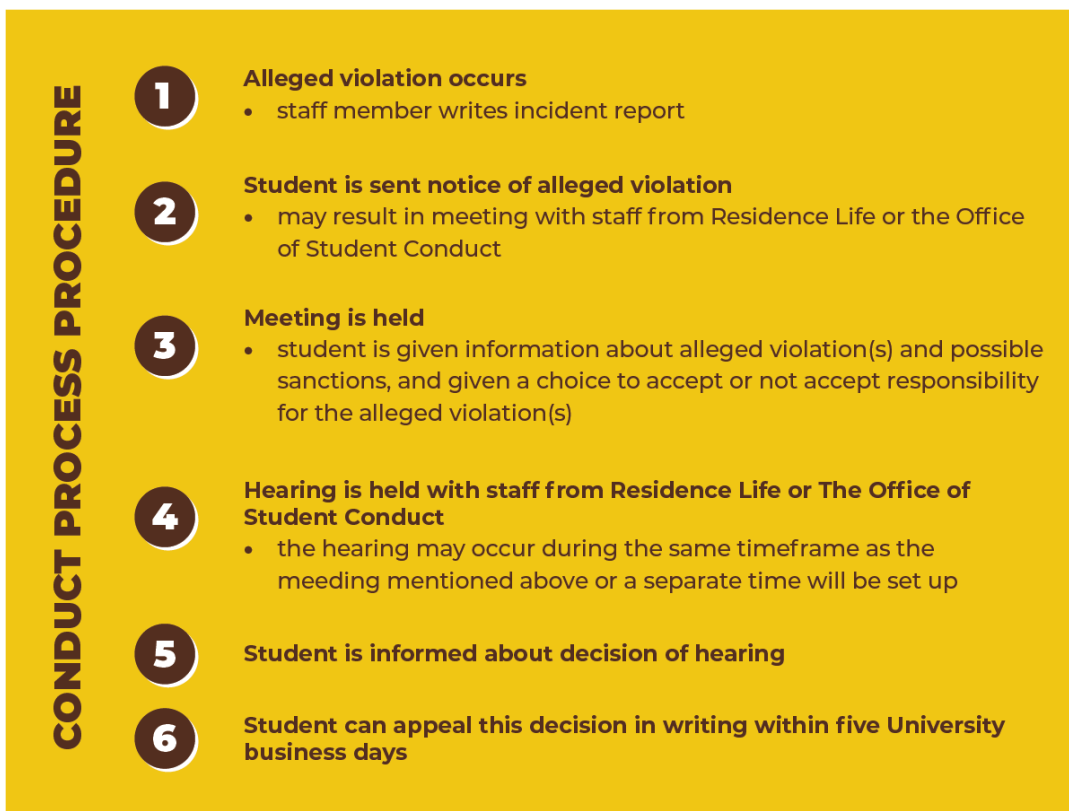 CONDUCT PROCESS PROCEDURE
1
Alleged violation occurs
• staff member writes incident report
2
Student is sent notice of alleged violation
• may result in meeting with staff from Residence Life or the Office
of Student Conduct
3
Meeting is held
• student is given information about alleged violation(s) and possible
sanctions, and given a choice to accept or not accept responsibility
for the alleged violation(s)
4
Hearing is held with staff from Residence Life or The Office of
Student Conduct
• the hearing may occur during the same timeframe as the
meeding mentioned above or a separate time will be set up
5
Student is informed about decision of hearing
6
Student can appeal this decision in writing within five University
business days